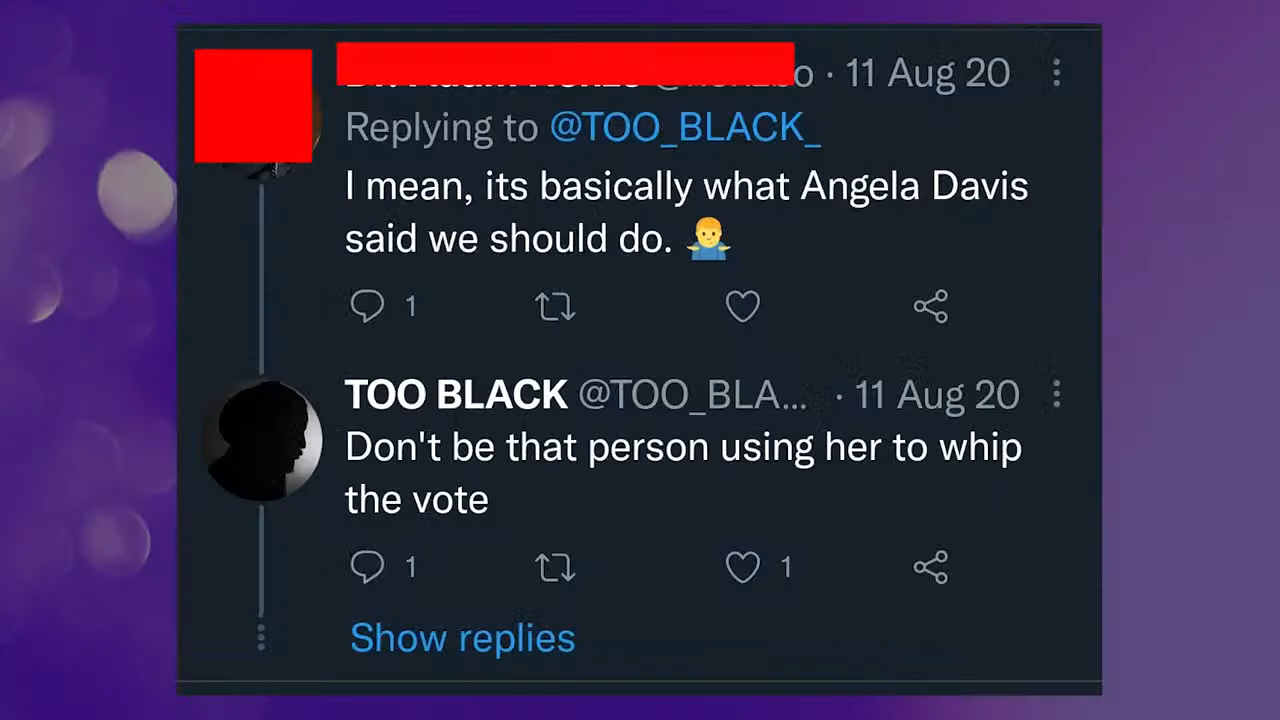 · 11 Aug 20
Replying to @TOO_BLACK_
I mean, its basically what Angela Davis
said we should do. 🤷‍♂️
1
TOO BLACK @TOO_BLA... · 11 Aug 20
Don't be that person using her to whip
the vote
1 1
Show replies